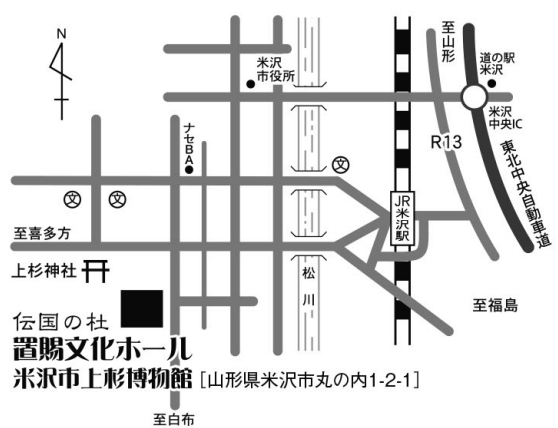 N
至山形
道の駅
米沢
米沢
市役所
米沢
中央IC
R13
東北中央自動車道
ナセBA
文
文
文
JR米沢駅
至喜多方
上杉神社
松川
至福島
伝国の杜
置賜文化ホール
米沢市上杉博物館［山形県米沢市丸の内1-2-1］
至白布